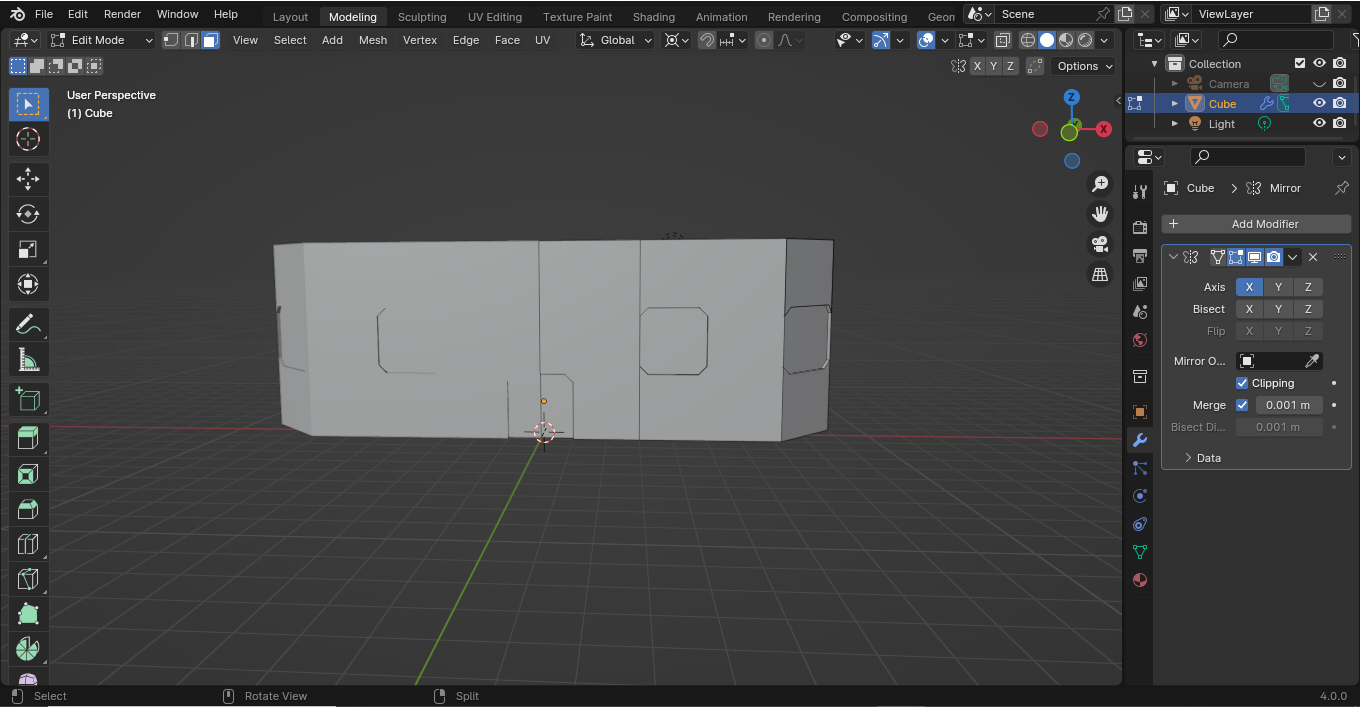 File Edit Render Window Help Layout Modeling Sculpting UV Editing Texture Paint Shading Animation Rendering Compositing Geon Scene ViewLayer
Edit Mode View Select Add Mesh Vertex Edge Face UV Global
X Y Z Options
User Perspective
(1) Cube
Z
X
Collection
Camera
Cube
Light
Cube > Mirror
+ Add Modifier
Axis X Y Z
Bisect X Y Z
Flip X Y Z
Mirror O...
Clipping
Merge 0.001 m
Bisect Di... 0.001 m
Data
Select Rotate View Split 4.0.0